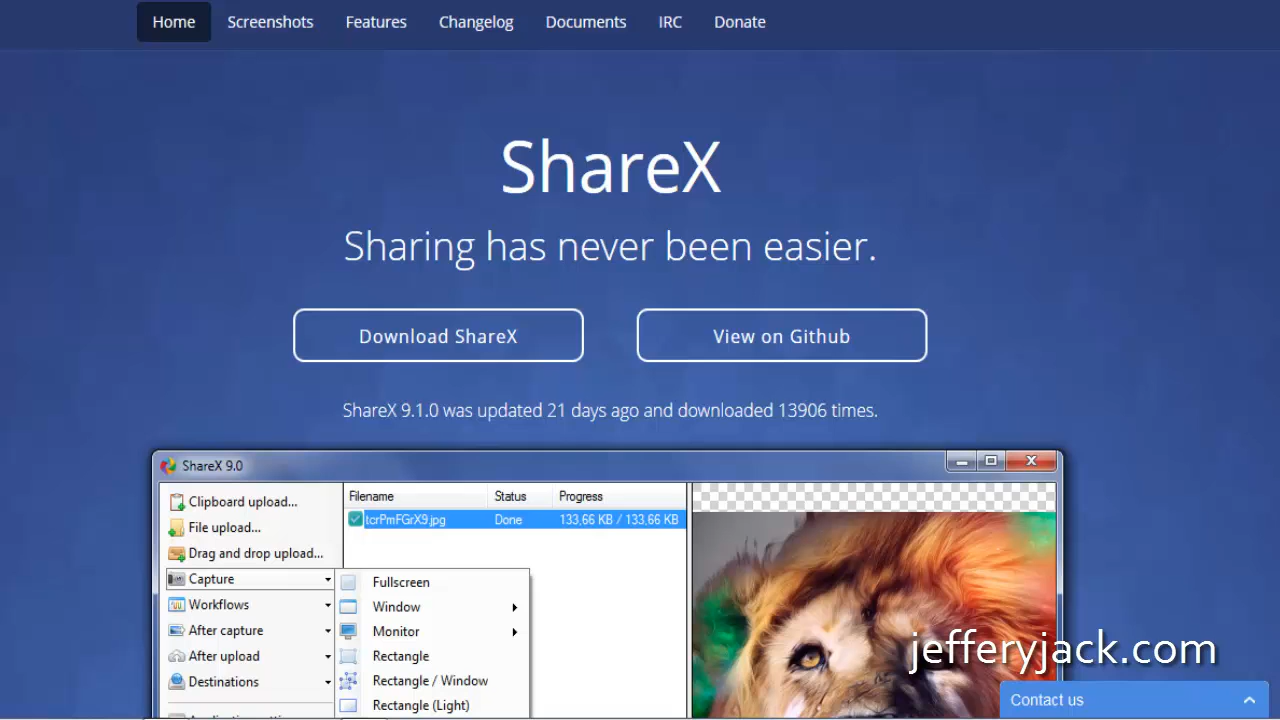 Home Screenshots Features Changelog Documents IRC Donate
ShareX
Sharing has never been easier.
Download ShareX View on Github
ShareX 9.1.0 was updated 21 days ago and downloaded 13906 times.
ShareX 9.0
Clipboard upload...
File upload...
Drag and drop upload...
Capture
Workflows
After capture
After upload
Destinations
Filename Status Progress
tcrPmFGrX9.jpg Done 133,66 KB / 133,66 KB
Fullscreen
Window
Monitor
Rectangle
Rectangle / Window
Rectangle (Light)
jefferyjack.com
Contact us